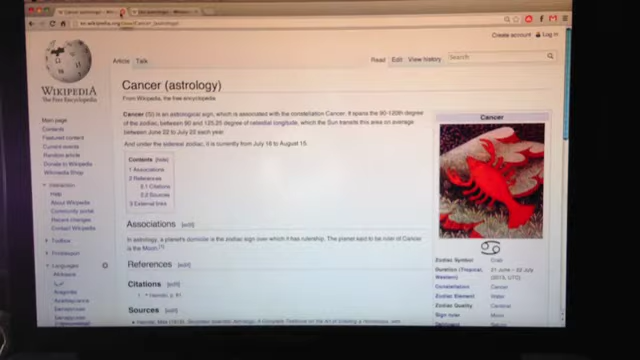 Cancer (astrology)
en.wikipedia.org
Create account
Log in
WIKIPEDIA
The Free Encyclopedia
Article
Talk
Read
Edit
View history
Search
Cancer (astrology)
From Wikipedia, the free encyclopedia
Main page
Contents
Featured content
Current events
Random article
Donate to Wikipedia
Wikimedia Shop
Interaction
Help
About Wikipedia
Community portal
Recent changes
Contact Wikipedia
Toolbox
Print/export
Languages
is an astrological sign, which is associated with the constellation Cancer. It spans the 90-120th degree
of the zodiac, between 90 and 125.25 degree of celestial longitude, which the Sun transits this area on average
between June 22 to July 22 each year.
And under the sidereal zodiac, it is currently from July 16 to August 15.
Contents [hide]
1 Associations
2 References
2.1 Citations
2.2 Sources
3 External links
Associations [edit]
In astrology, a planet's domicile is the zodiac sign over which it has rulership. The planet said to be ruler of Cancer
is the Moon.[1]
References [edit]
Citations [edit]
Sources [edit]
Cancer
Zodiac Symbol Crab
Duration (Tropical,
Western)
Constellation Cancer
Zodiac Element Water
Zodiac Quality Cardinal
Sign ruler Moon